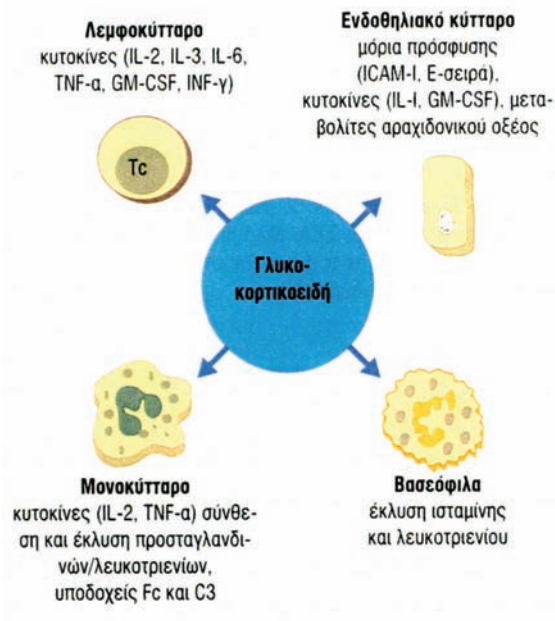 Λεμφοκύτταρο
κυτοκίνες (IL-2, IL-3, IL-6,
TNF-α, GM-CSF, INF-γ)
Ενδοθηλιακό κύτταρο
μόρια πρόσφυσης
(ICAM-I, E-σειρά),
κυτοκίνες (IL-I, GM-CSF), μετα-
βολίτες αραχιδονικού οξέος
Tc
Γλυκο-
κορτικοειδή
Μονοκύτταρο
κυτοκίνες (IL-2, TNF-α) σύνθε-
ση και έκλυση προσταγλανδι-
νών/λευκοτριενίων,
υποδοχείς Fc και C3
Βασεόφιλα
έκλυση ισταμίνης
και λευκοτριενίου